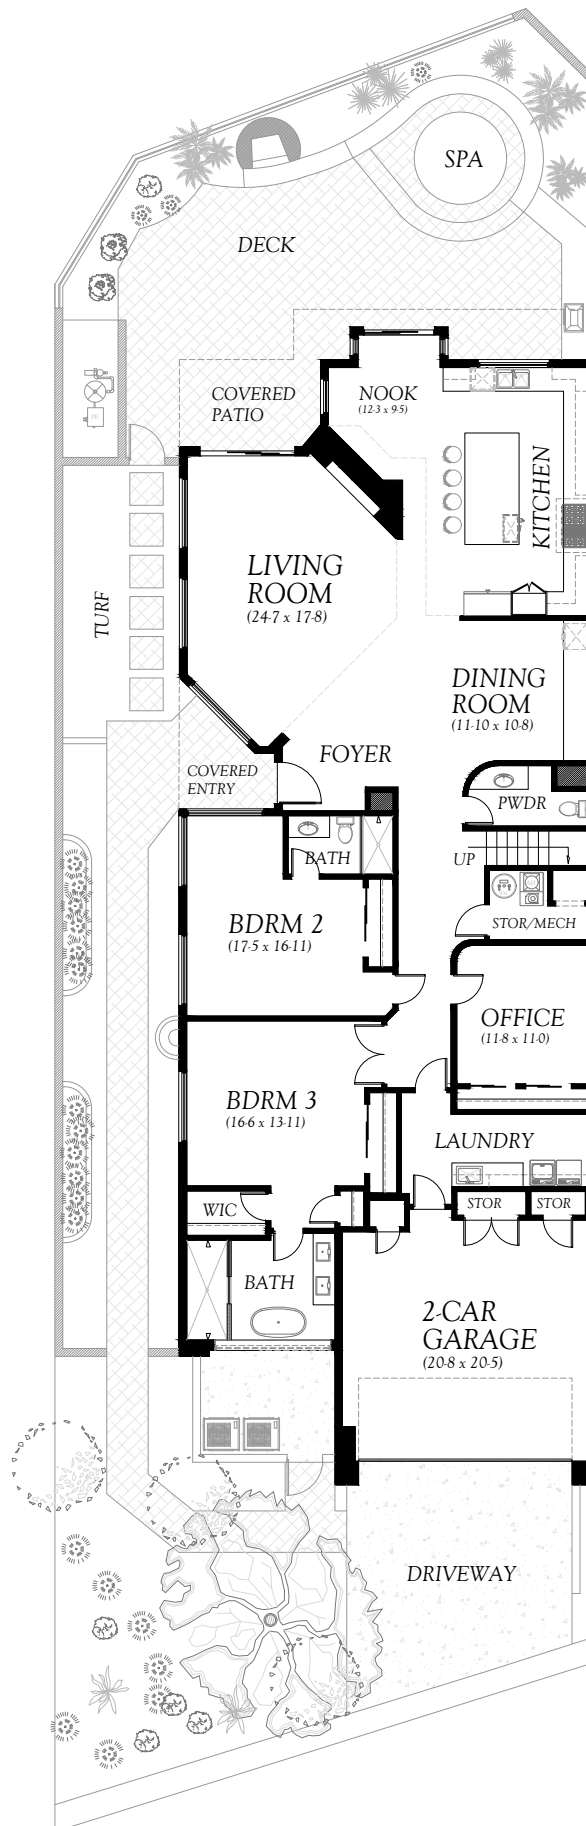 SPA
DECK
COVERED
PATIO
NOOK
(12-3 x 9-5)
KITCHEN
LIVING
ROOM
(24-7 x 17-8)
TURF
DINING
ROOM
(11-10 x 10-8)
FOYER
COVERED
ENTRY
PWDR
BATH
UP
BDRM 2
(17-5 x 16-11)
STOR/MECH
OFFICE
(11-8 x 11-0)
BDRM 3
(16-6 x 13-11)
LAUNDRY
WIC
STOR
STOR
BATH
2-CAR
GARAGE
(20-8 x 20-5)
DRIVEWAY